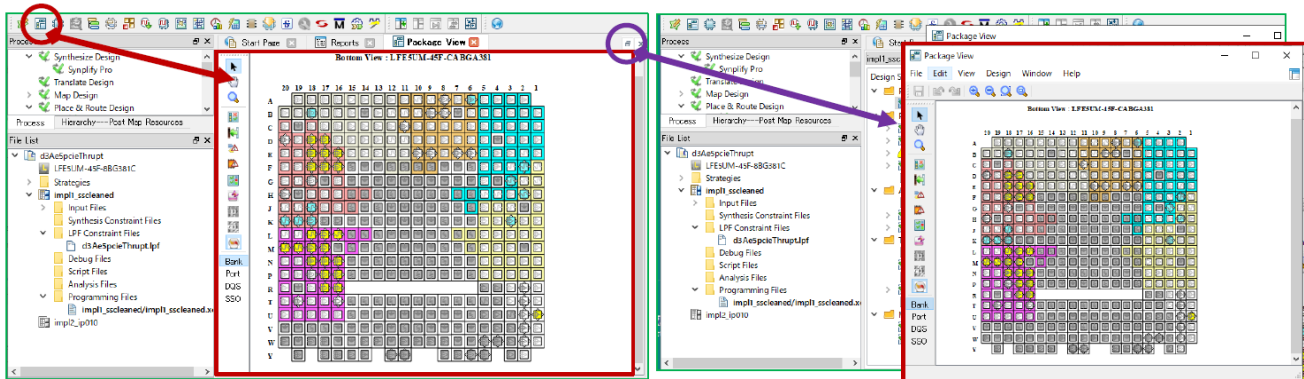 Process
Start Page
Reports
Package View
Synthesize Design
Synplify Pro
Translate Design
Map Design
Place & Route Design
Process
Hierarchy---Post Map Resources
File List
d3AeSpcieThrupt
LFE5UM-45F-8BG381C
Strategies
impl1_sscleaned
Input Files
Synthesis Constraint Files
LPF Constraint Files
d3AeSpcieThrupt.lpf
Debug Files
Script Files
Analysis Files
Programming Files
impl1_sscleaned/impl1_sscleaned.x
impl2_ip010
Bank
Port
DQS
SSO
Bottom View : LFE5UM-45F-CABGA381
20 19 18 17 16 15 14 13 12 11 10 9 8 7 6 5 4 3 2 1
A
B
C
D
E
F
G
H
J
K
L
M
N
P
R
T
U
V
W
Y
Process
Synthesize Design
Synplify Pro
Translate Design
Map Design
Place & Route Design
Process
Hierarchy---Post Map Resources
File List
d3AeSpcieThrupt
LFE5UM-45F-8BG381C
Strategies
impl1_sscleaned
Input Files
Synthesis Constraint Files
LPF Constraint Files
d3AeSpcieThrupt.lpf
Debug Files
Script Files
Analysis Files
Programming Files
impl1_sscleaned/impl1_sscleaned.x
impl2_ip010
impl1_ssc
Design S
Package View
Package View
File Edit View Design Window Help
Bank
Port
DQS
SSO
Bottom View : LFE5UM-45F-CABGA381
20 19 18 17 16 15 14 13 12 11 10 9 8 7 6 5 4 3 2 1
A
B
C
D
E
F
G
H
J
K
L
M
N
P
R
T
U
V
W
Y